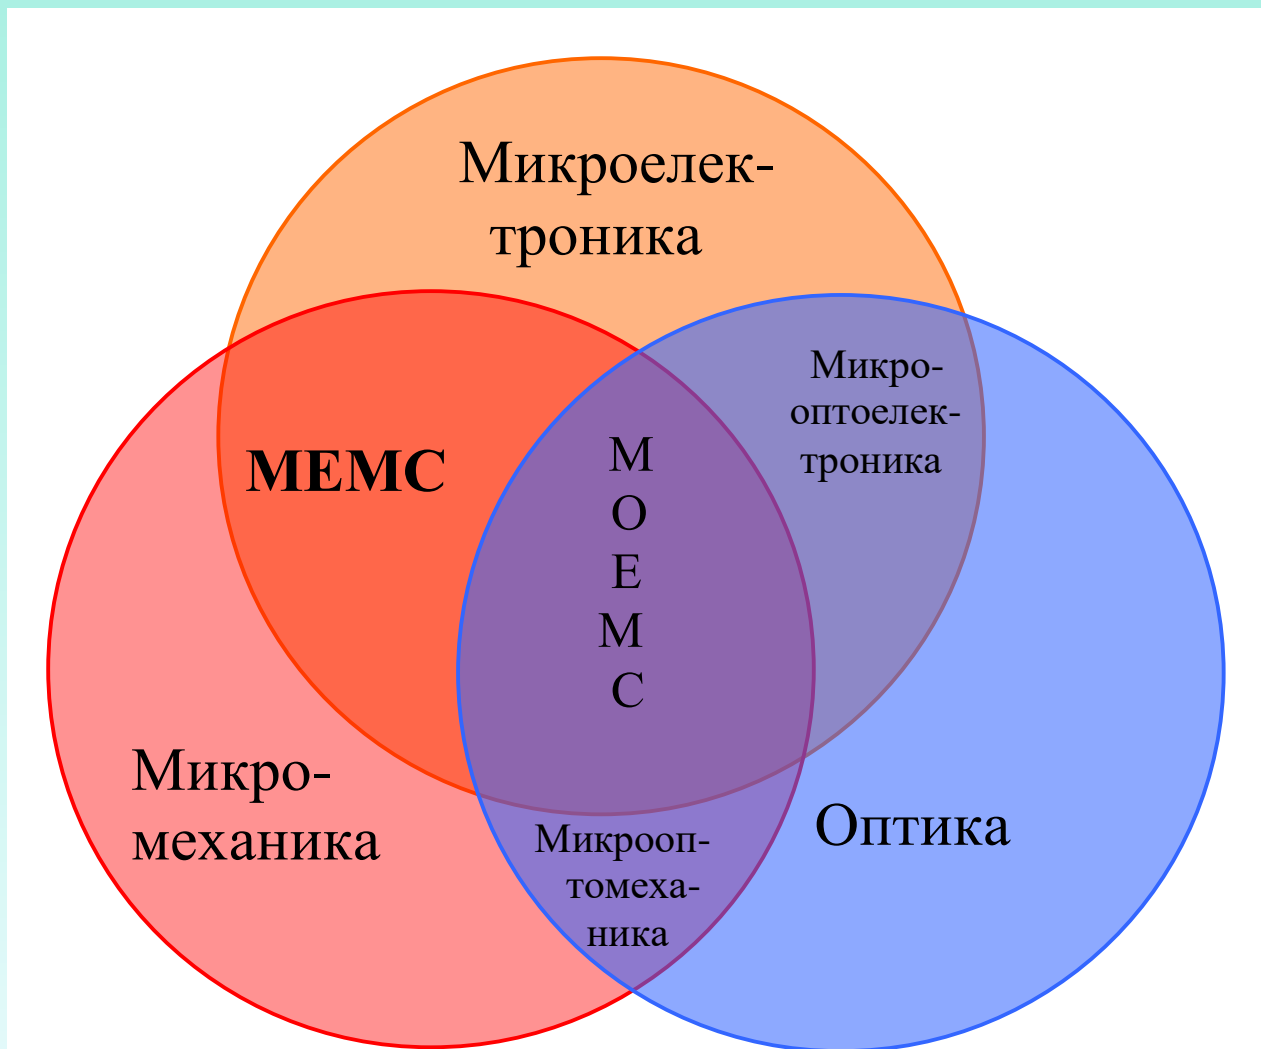 Микроелек-
троника
Микро-
оптоелек-
троника
МЕМС
М
О
Е
М
С
Микро-
механика
Оптика
Микрооп-
томеха-
ника